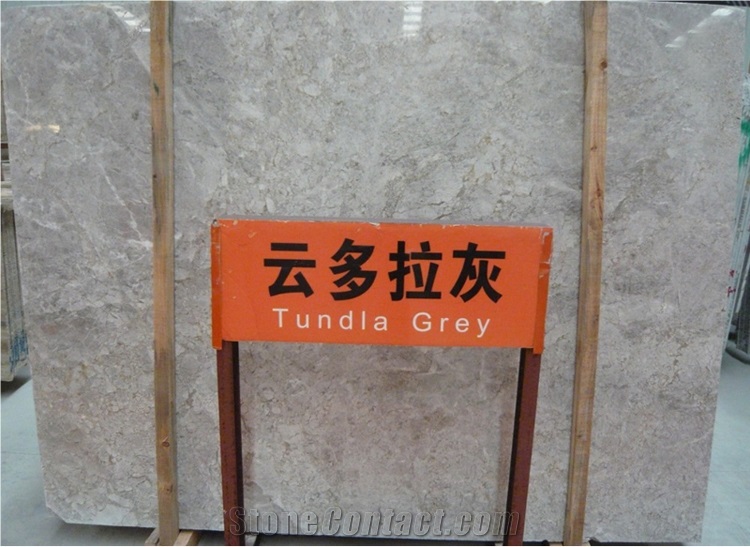 云多拉灰
Tundla Grey
StoneContact.com